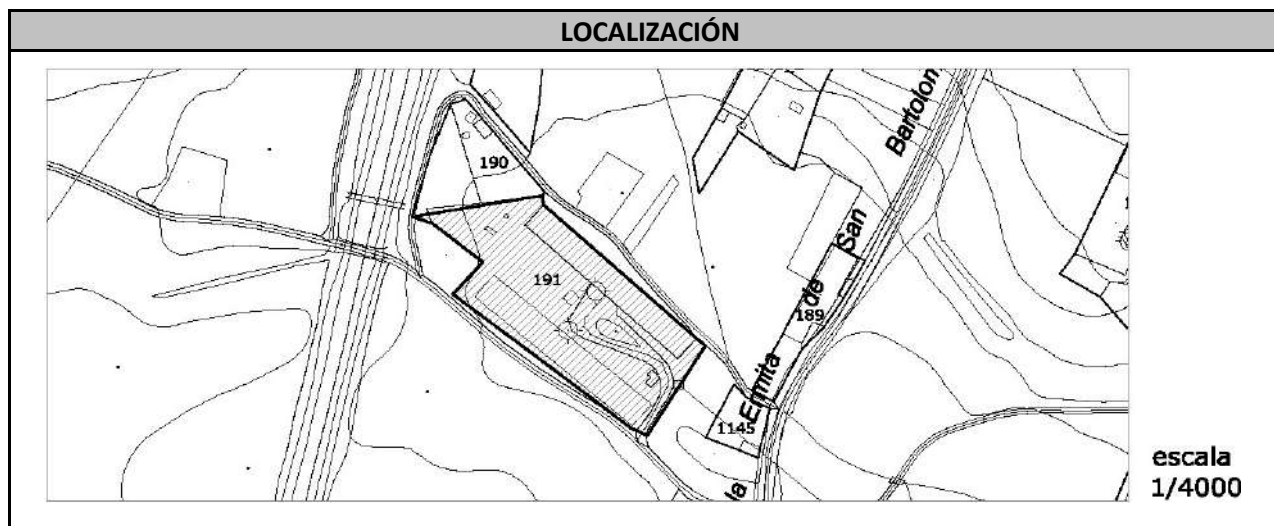 LOCALIZACIÓN
190
191
189
1145
la Ermita de San Bartolom
escala
1/4000